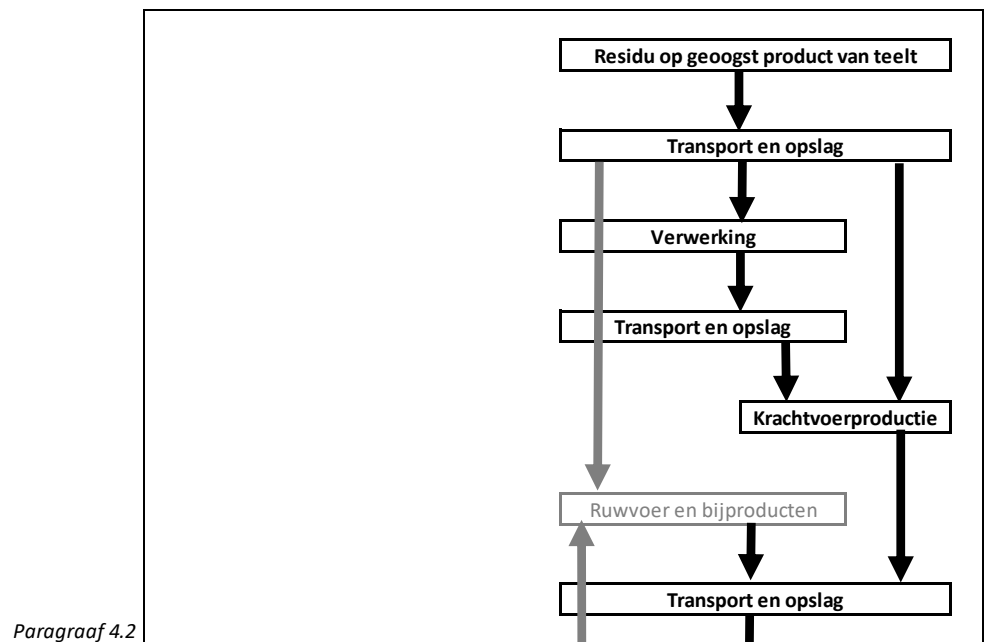 Residu op geoogst product van teelt
Transport en opslag
Verwerking
Transport en opslag
Krachtvoerproductie
Ruwvoer en bijproducten
Transport en opslag
Paragraaf 4.2